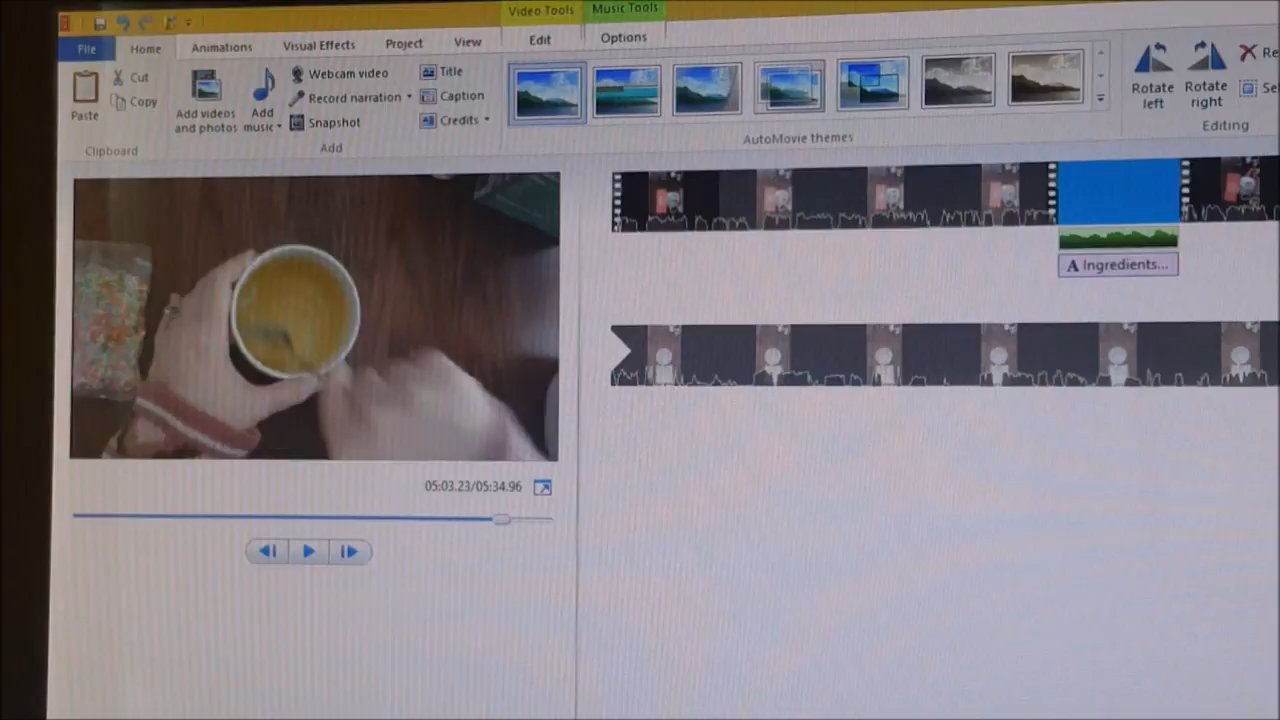 Video Tools
Music Tools
File
Home
Animations
Visual Effects
Project
View
Edit
Options
Paste
Cut
Copy
Clipboard
Add videos
and photos
Add
music
Webcam video
Record narration
Snapshot
Add
Title
Caption
Credits
AutoMovie themes
Rotate
left
Rotate
right
Editing
05:03.23/05:34.96
A Ingredients...